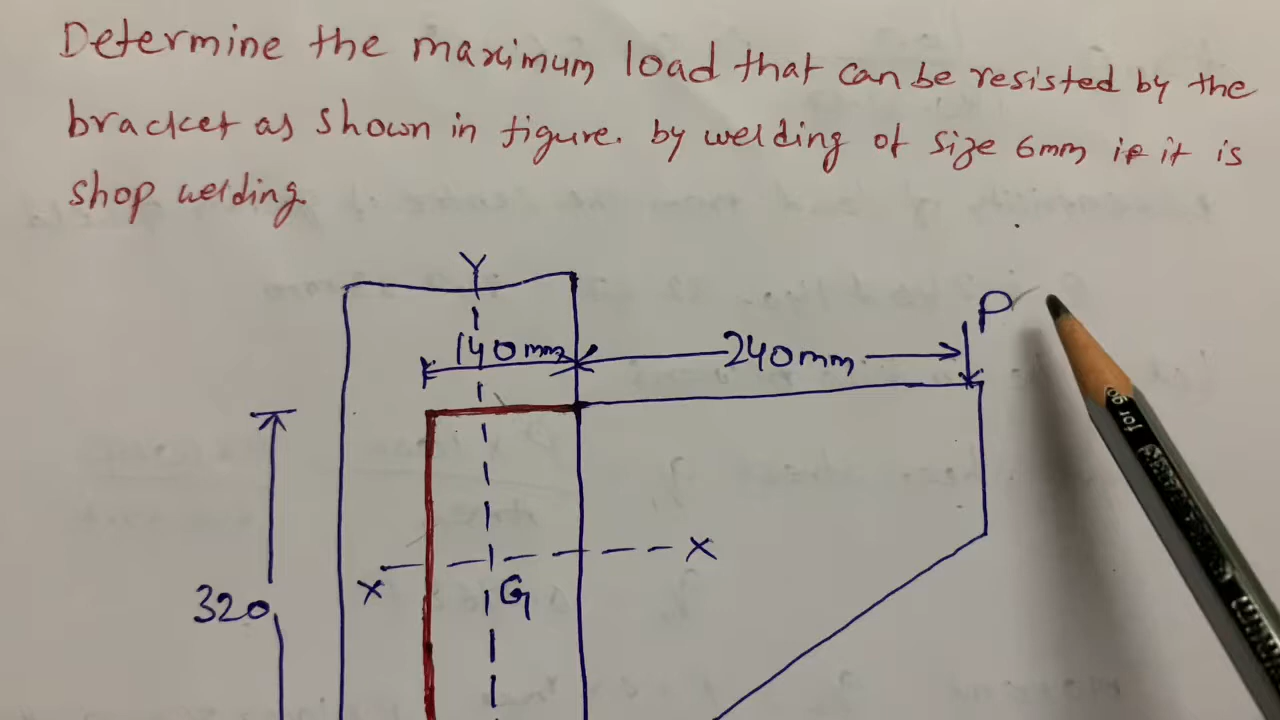 Determine the maximum load that can be resisted by the
bracket as shown in figure. by welding of size 6mm if it is
shop welding.
Y
P
140mm
240mm
X
X
G
320